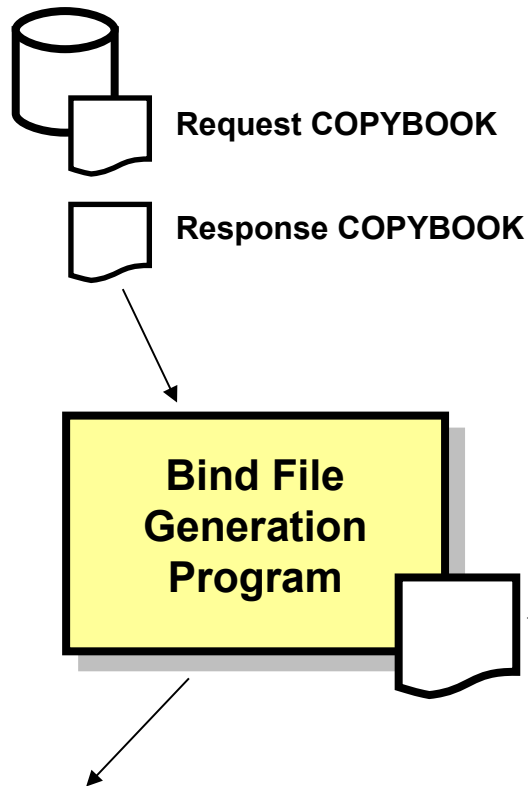 Request COPYBOOK
Response COPYBOOK
Bind File
Generation
Program